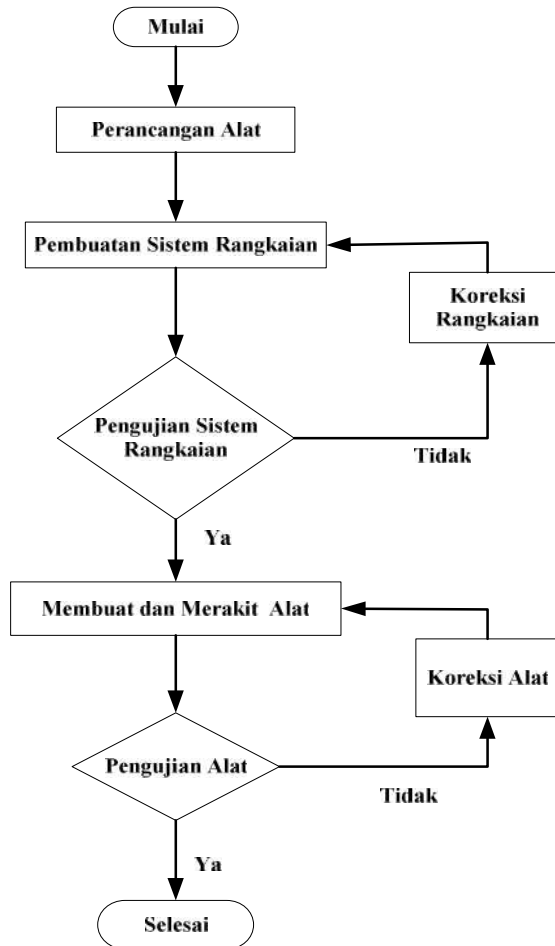 Mulai
Perancangan Alat
Pembuatan Sistem Rangkaian
Koreksi
Rangkaian
Pengujian Sistem
Rangkaian
Tidak
Ya
Membuat dan Merakit Alat
Koreksi Alat
Pengujian Alat
Tidak
Ya
Selesai